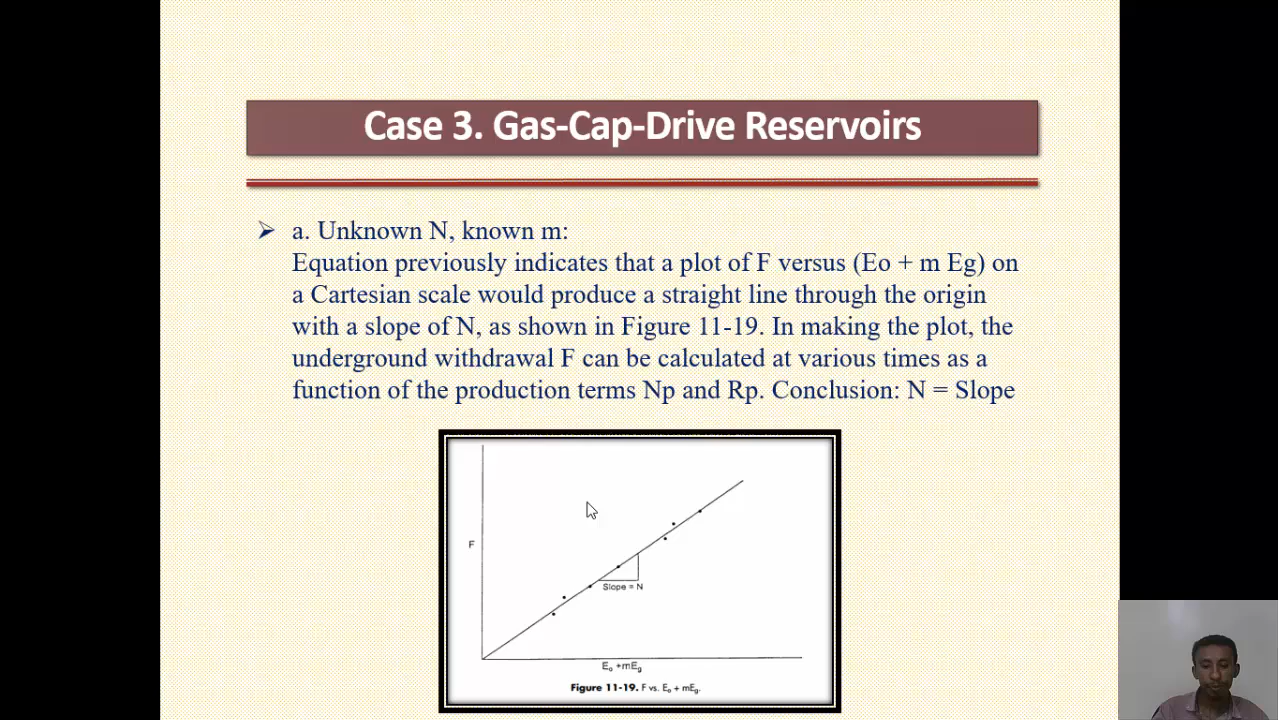 Case 3. Gas-Cap-Drive Reservoirs
a. Unknown N, known m:
Equation previously indicates that a plot of F versus (Eo + m Eg) on
a Cartesian scale would produce a straight line through the origin
with a slope of N, as shown in Figure 11-19. In making the plot, the
underground withdrawal F can be calculated at various times as a
function of the production terms Np and Rp. Conclusion: N = Slope
F
Slope = N
Eₒ +mE₉
Figure 11-19. F vs. Eₒ + mE₉.